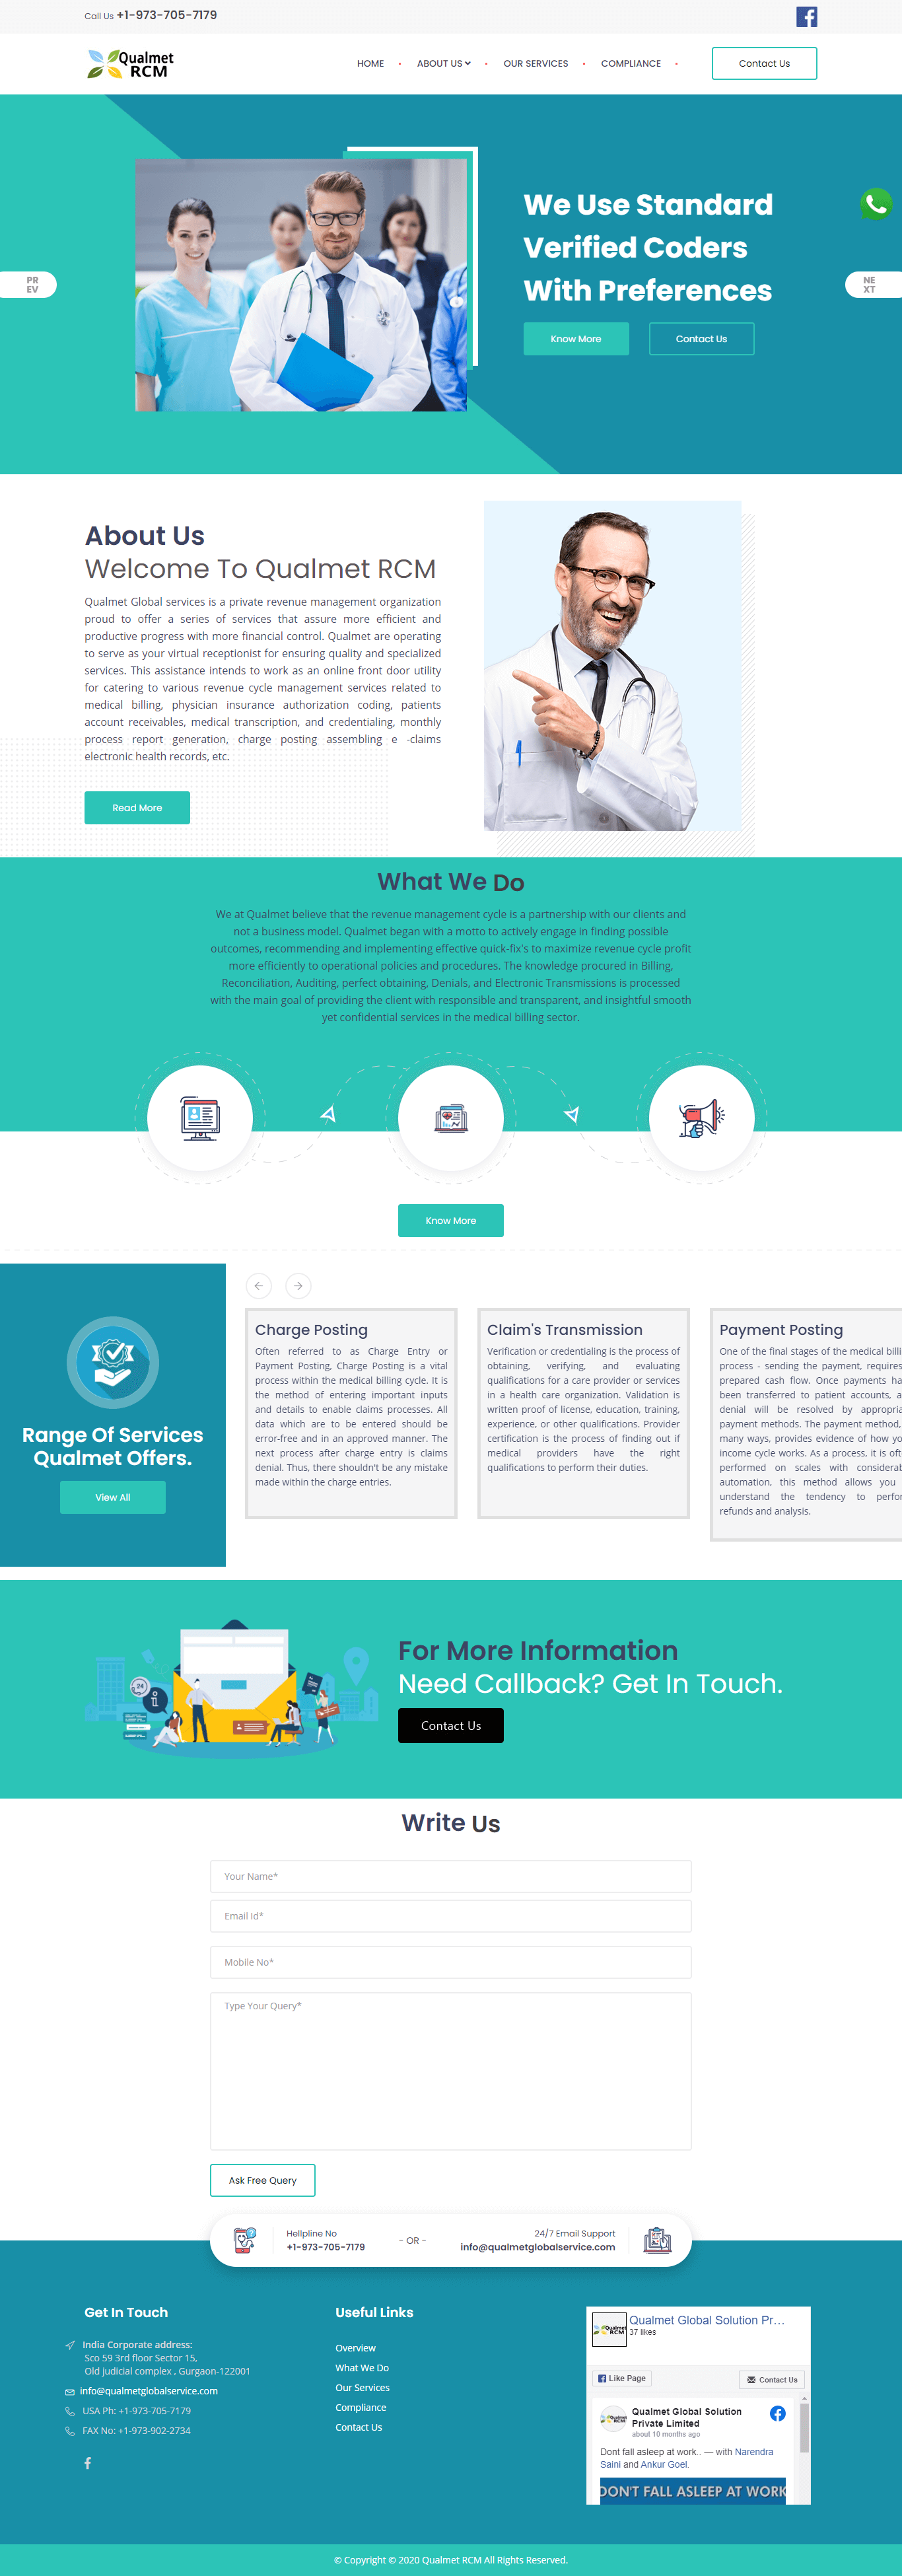 Call Us +1-973-705-7179
Qualmet
RCM
HOME
ABOUT US
OUR SERVICES
COMPLIANCE
Contact Us
We Use Standard
Verified Coders
With Preferences
PR
EV
NE
XT
Know More
Contact Us
About Us
Welcome To Qualmet RCM
Qualmet Global services is a private revenue management organization
proud to offer a series of services that assure more efficient and
productive progress with more financial control. Qualmet are operating
to serve as your virtual receptionist for ensuring quality and specialized
services. This assistance intends to work as an online front door utility
for catering to various revenue cycle management services related to
medical billing, physician insurance authorization coding, patients
account receivables, medical transcription, and credentialing, monthly
process report generation, charge posting assembling e -claims
electronic health records, etc.
Read More
What We Do
We at Qualmet believe that the revenue management cycle is a partnership with our clients and
not a business model. Qualmet began with a motto to actively engage in finding possible
outcomes, recommending and implementing effective quick-fix's to maximize revenue cycle profit
more efficiently to operational policies and procedures. The knowledge procured in Billing,
Reconciliation, Auditing, perfect obtaining, Denials, and Electronic Transmissions is processed
with the main goal of providing the client with responsible and transparent, and insightful smooth
yet confidential services in the medical billing sector.
Know More
Range Of Services
Qualmet Offers.
View All
Charge Posting
Often referred to as Charge Entry or
Payment Posting, Charge Posting is a vital
process within the medical billing cycle. It is
the method of entering important inputs
and details to enable claims processes. All
data which are to be entered should be
error-free and in an approved manner. The
next process after charge entry is claims
denial. Thus, there shouldn't be any mistake
made within the charge entries.
Claim's Transmission
Verification or credentialing is the process of
obtaining, verifying, and evaluating
qualifications for a care provider or services
in a health care organization. Validation is
written proof of license, education, training,
experience, or other qualifications. Provider
certification is the process of finding out if
medical providers have the right
qualifications to perform their duties.
Payment Posting
One of the final stages of the medical billi
process - sending the payment, requires
prepared cash flow. Once payments ha
been transferred to patient accounts, a
denial will be resolved by appropria
payment methods. The payment method,
many ways, provides evidence of how yo
income cycle works. As a process, it is oft
performed on scales with considerab
automation, this method allows you
understand the tendency to perfor
refunds and analysis.
24
For More Information
Need Callback? Get In Touch.
Contact Us
Write Us
Your Name*
Email Id*
Mobile No*
Type Your Query*
Ask Free Query
Hellpline No
+1-973-705-7179
- OR -
24/7 Email Support
info@qualmetglobalservice.com
Get In Touch
India Corporate address:
Sco 59 3rd floor Sector 15,
Old judicial complex , Gurgaon-122001
info@qualmetglobalservice.com
USA Ph: +1-973-705-7179
FAX No: +1-973-902-2734
Useful Links
Overview
What We Do
Our Services
Compliance
Contact Us
Qualmet RCM
Qualmet Global Solution Pr...
37 likes
Like Page
Contact Us
Qualmet Global Solution
Private Limited
about 10 months ago
Dont fall asleep at work.. — with Narendra
Saini and Ankur Goel.
DON'T FALL ASLEEP AT WORK
© Copyright © 2020 Qualmet RCM All Rights Reserved.